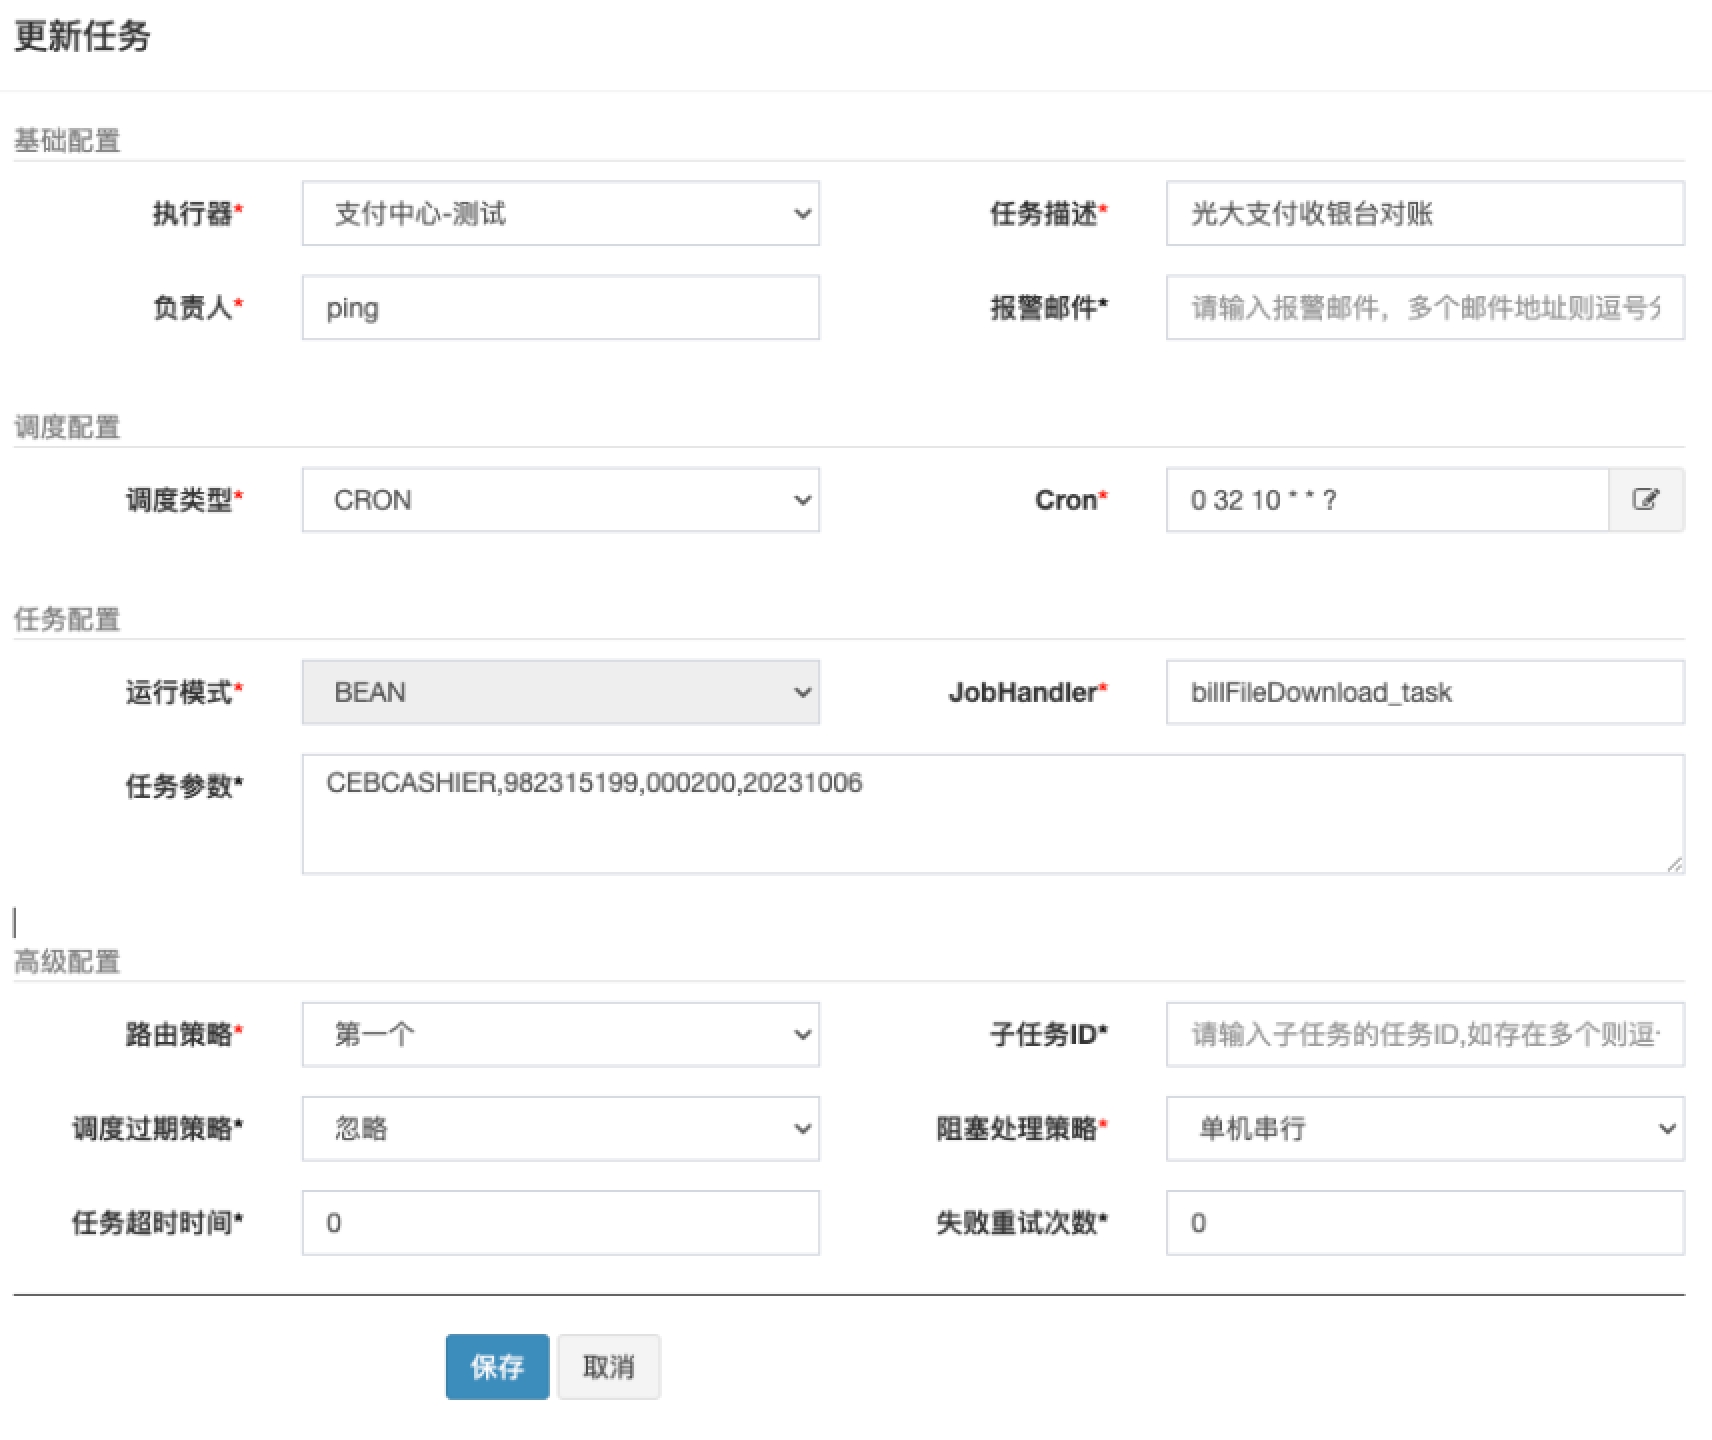 更新任务
基础配置
执行器* 支付中心-测试 任务描述* 光大支付收银台对账
负责人* ping 报警邮件* 请输入报警邮件，多个邮件地址则逗号
调度配置
调度类型* CRON Cron* 0 32 10 * * ?
任务配置
运行模式* BEAN JobHandler* billFileDownload_task
任务参数* CEBCASHIER,982315199,000200,20231006
高级配置
路由策略* 第一个 子任务ID* 请输入子任务的任务ID,如存在多个则逗
调度过期策略* 忽略 阻塞处理策略* 单机串行
任务超时时间* 0 失败重试次数* 0
保存 取消